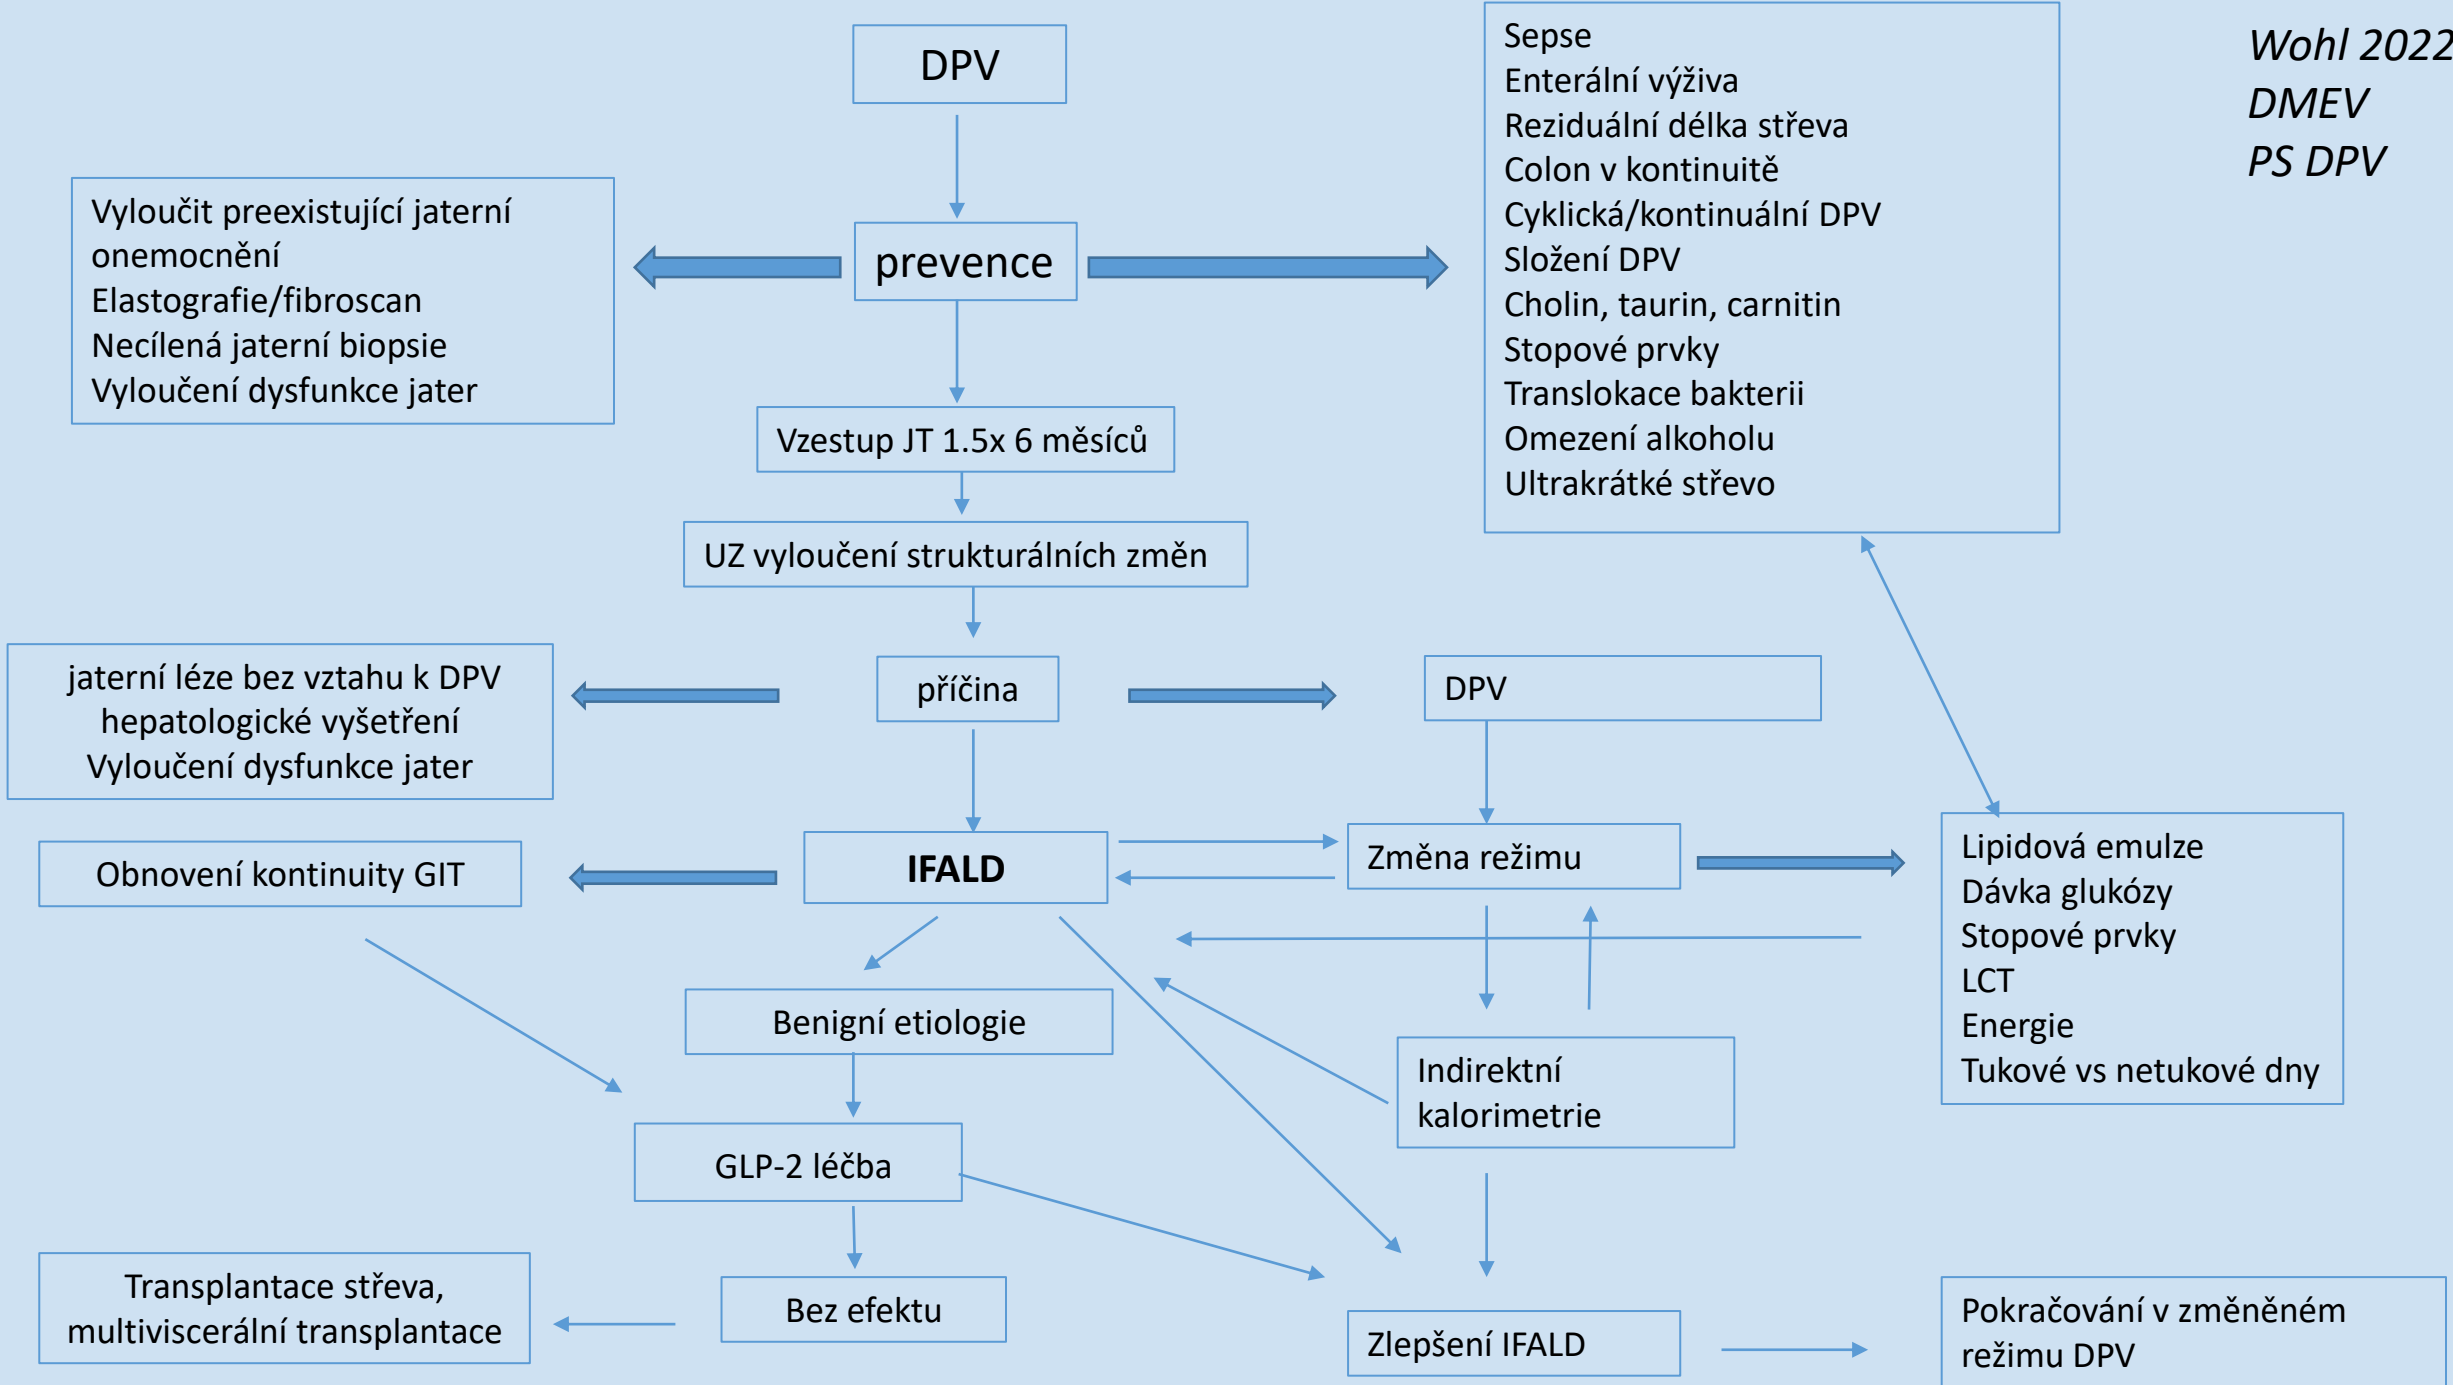 DPV
Sepse
Enterální výživa
Reziduální délka střeva
Colon v kontinuitě
Cyklická/kontinuální DPV
Složení DPV
Cholin, taurin, carnitin
Stopové prvky
Translokace bakterii
Omezení alkoholu
Ultrakrátké střevo
Wohl 2022
DMEV
PS DPV
Vyloučit preexistující jaterní
onemocnění
Elastografie/fibroscan
Necílená jaterní biopsie
Vyloučení dysfunkce jater
prevence
Vzestup JT 1.5x 6 měsíců
UZ vyloučení strukturálních změn
jaterní léze bez vztahu k DPV
hepatologické vyšetření
Vyloučení dysfunkce jater
příčina
DPV
Obnovení kontinuity GIT
IFALD
Změna režimu
Lipidová emulze
Dávka glukózy
Stopové prvky
LCT
Energie
Tukové vs netukové dny
Benigní etiologie
Indirektní
kalorimetrie
GLP-2 léčba
Transplantace střeva,
multiviscerální transplantace
Bez efektu
Zlepšení IFALD
Pokračování v změněném
režimu DPV